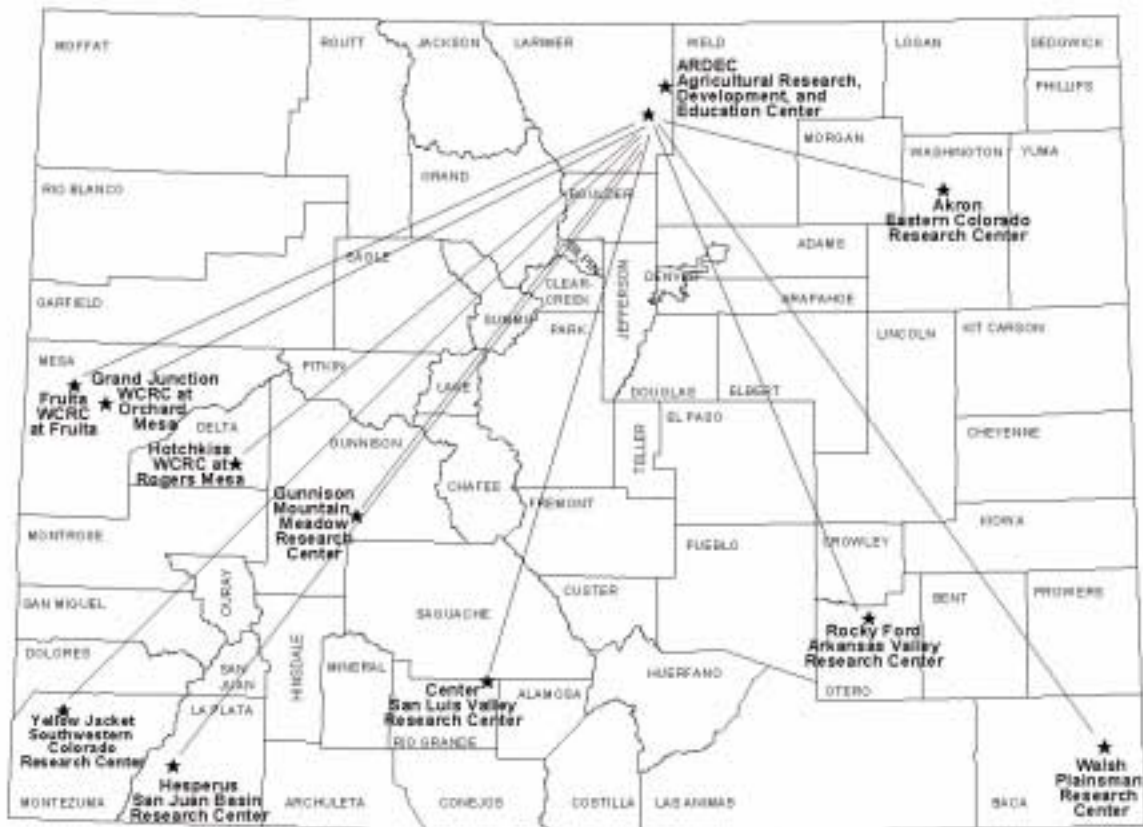 MOFFAT
ROUTT
JACKSON
LARIMER
WELD
LOGAN
SEDGWICK
PHILLIPS
ARDEC
Agricultural Research,
Development, and
Education Center
MORGAN
WASHINGTON
YUMA
RIO BLANCO
GRAND
BOULDER
Akron
Eastern Colorado
Research Center
EAGLE
GILPIN
ADAMS
GARFIELD
CLEAR
CREEK
JEFFERSON
DENVER
ARAPAHOE
SUMMIT
PARK
LINCOLN
KIT CARSON
MESA
PITKIN
LAKE
DOUGLAS
ELBERT
Fruita
WCRC
at Fruita
Grand Junction
WCRC at
Orchard
Mesa
DELTA
GUNNISON
TELLER
EL PASO
CHEYENNE
Hotchkiss
WCRC at
Rogers Mesa
CHAFEE
FREMONT
Gunnison
Mountain
Meadow
Research
Center
MONTROSE
PUEBLO
CROWLEY
KIOWA
OURAY
SAN MIGUEL
SAGUACHE
CUSTER
BENT
PROWERS
DOLORES
SAN
JUAN
HINSDALE
MINERAL
HUERFANO
Rocky Ford
Arkansas Valley
Research Center
OTERO
Center
San Luis Valley
Research Center
ALAMOSA
Yellow Jacket
Southwestern
Colorado
Research Center
LA PLATA
RIO GRANDE
Hesperus
San Juan Basin
Research Center
Walsh
Plainsman
Research
Center
MONTEZUMA
ARCHULETA
CONEJOS
COSTILLA
LAS ANIMAS
BACA